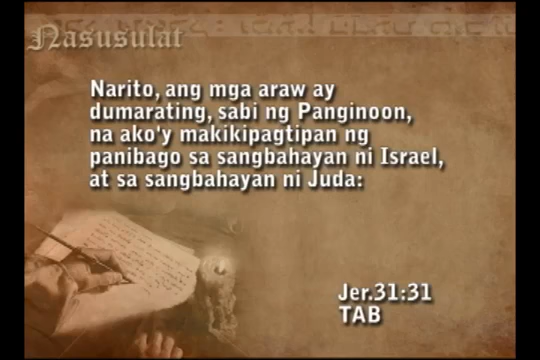 Nasusulat
Narito, ang mga araw ay
dumarating, sabi ng Panginoon,
na ako'y makikipagtipan ng
panibago sa sangbahayan ni Israel,
at sa sangbahayan ni Juda:
Jer.31:31
TAB